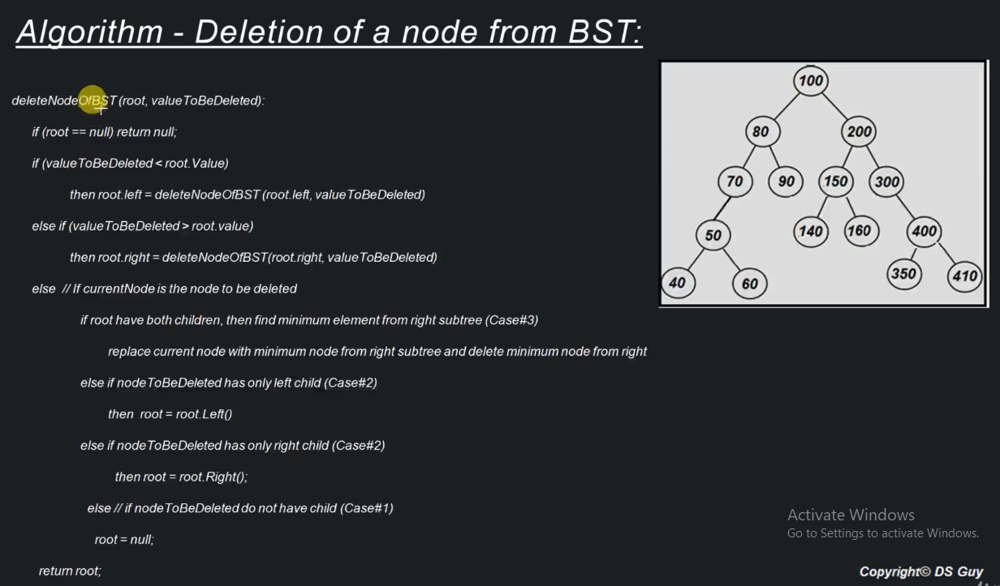 Algorithm - Deletion of a node from BST:
deleteNodeOfBST(root, valueToBeDeleted):
if (root == null) return null;
if (valueToBeDeleted < root.Value)
then root.left = deleteNodeOfBST (root.left, valueToBeDeleted)
else if (valueToBeDeleted > root.value)
then root.right = deleteNodeOfBST(root.right, valueToBeDeleted)
else // If currentNode is the node to be deleted
if root have both children, then find minimum element from right subtree (Case#3)
replace current node with minimum node from right subtree and delete minimum node from right
else if nodeToBeDeleted has only left child (Case#2)
then root = root.Left()
else if nodeToBeDeleted has only right child (Case#2)
then root = root.Right();
else // if nodeToBeDeleted do not have child (Case#1)
root = null;
return root;
100
80 200
70 90 150 300
50 140 160 400
40 60 350 410
Activate Windows
Go to Settings to activate Windows.
Copyright© DS Guy